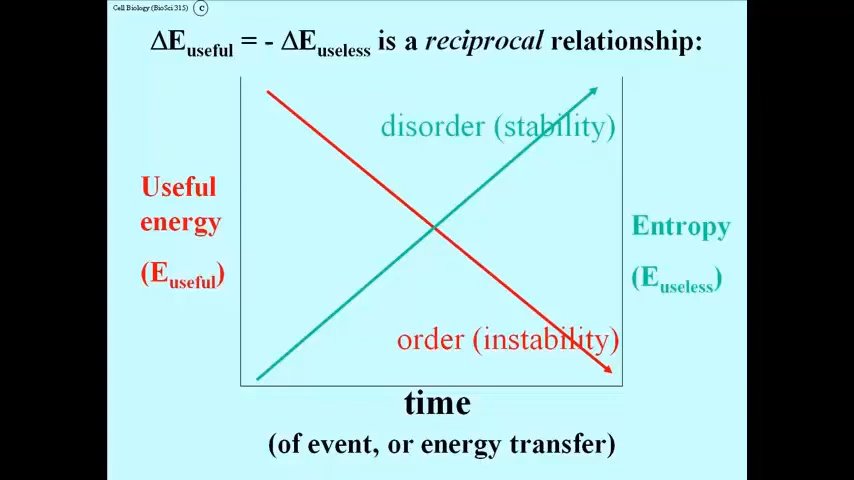 Cell Biology (BioSci 315) C
ΔEuseful = - ΔEuseless is a reciprocal relationship:
disorder (stability)
Useful
energy
(Euseful)
Entropy
(Euseless)
order (instability)
time
(of event, or energy transfer)